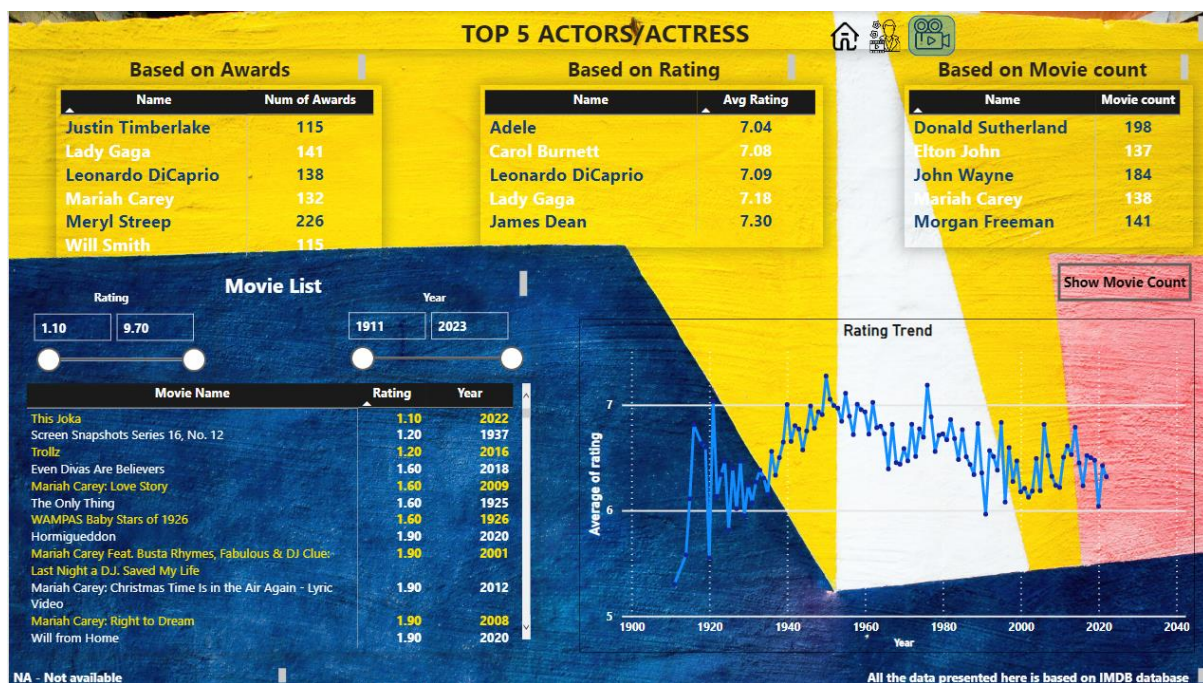 TOP 5 ACTORS/ACTRESS
Based on Awards
Name Num of Awards
Justin Timberlake 115
Lady Gaga 141
Leonardo DiCaprio 138
Mariah Carey 132
Meryl Streep 226
Will Smith 115
Based on Rating
Name Avg Rating
Adele 7.04
Carol Burnett 7.08
Leonardo DiCaprio 7.09
Lady Gaga 7.18
James Dean 7.30
Based on Movie count
Name Movie count
Donald Sutherland 198
Elton John 137
John Wayne 184
Mariah Carey 138
Morgan Freeman 141
Movie List
Rating
1.10 9.70
Year
1911 2023
Movie Name Rating Year
This Joka 1.10 2022
Screen Snapshots Series 16, No. 12 1.20 1937
Trollz 1.20 2016
Even Divas Are Believers 1.60 2018
Mariah Carey: Love Story 1.60 2009
The Only Thing 1.60 1925
WAMPAS Baby Stars of 1926 1.60 1926
Hormigueddon 1.90 2020
Mariah Carey Feat. Busta Rhymes, Fabulous & DJ Clue:- 1.90 2001
Last Night a D.J. Saved My Life
Mariah Carey: Christmas Time Is in the Air Again - Lyric 1.90 2012
Video
Mariah Carey: Right to Dream 1.90 2008
Will from Home 1.90 2020
Show Movie Count
Rating Trend
Average of rating
7
6
5
1900 1920 1940 1960 1980 2000 2020 2040
Year
NA - Not available
All the data presented here is based on IMDB database